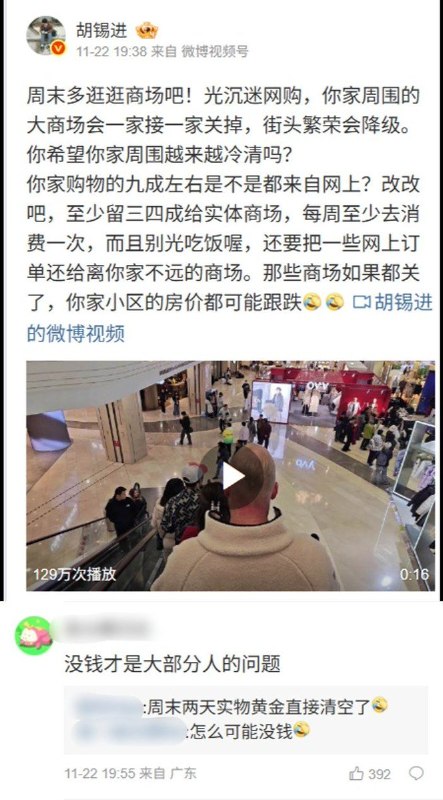 胡锡进
11-22 19:38 来自 微博视频号
周末多逛逛商场吧！光沉迷网购，你家周围的
大商场会一家接一家关掉，街头繁荣会降级。
你希望你家周围越来越冷清吗？
你家购物的九成左右是不是都来自网上？改改
吧，至少留三四成给实体商场，每周至少去消
费一次，而且别光吃饭喔，还要把一些网上订
单还给离你家不远的商场。那些商场如果都关
了，你家小区的房价都可能跟跌🤣🤣 胡锡进
的微博视频
129万次播放
0:16
没钱才是大部分人的问题
:周末两天实物黄金直接清空了🤣
:怎么可能没钱🤣
11-22 19:55 来自 广东
392